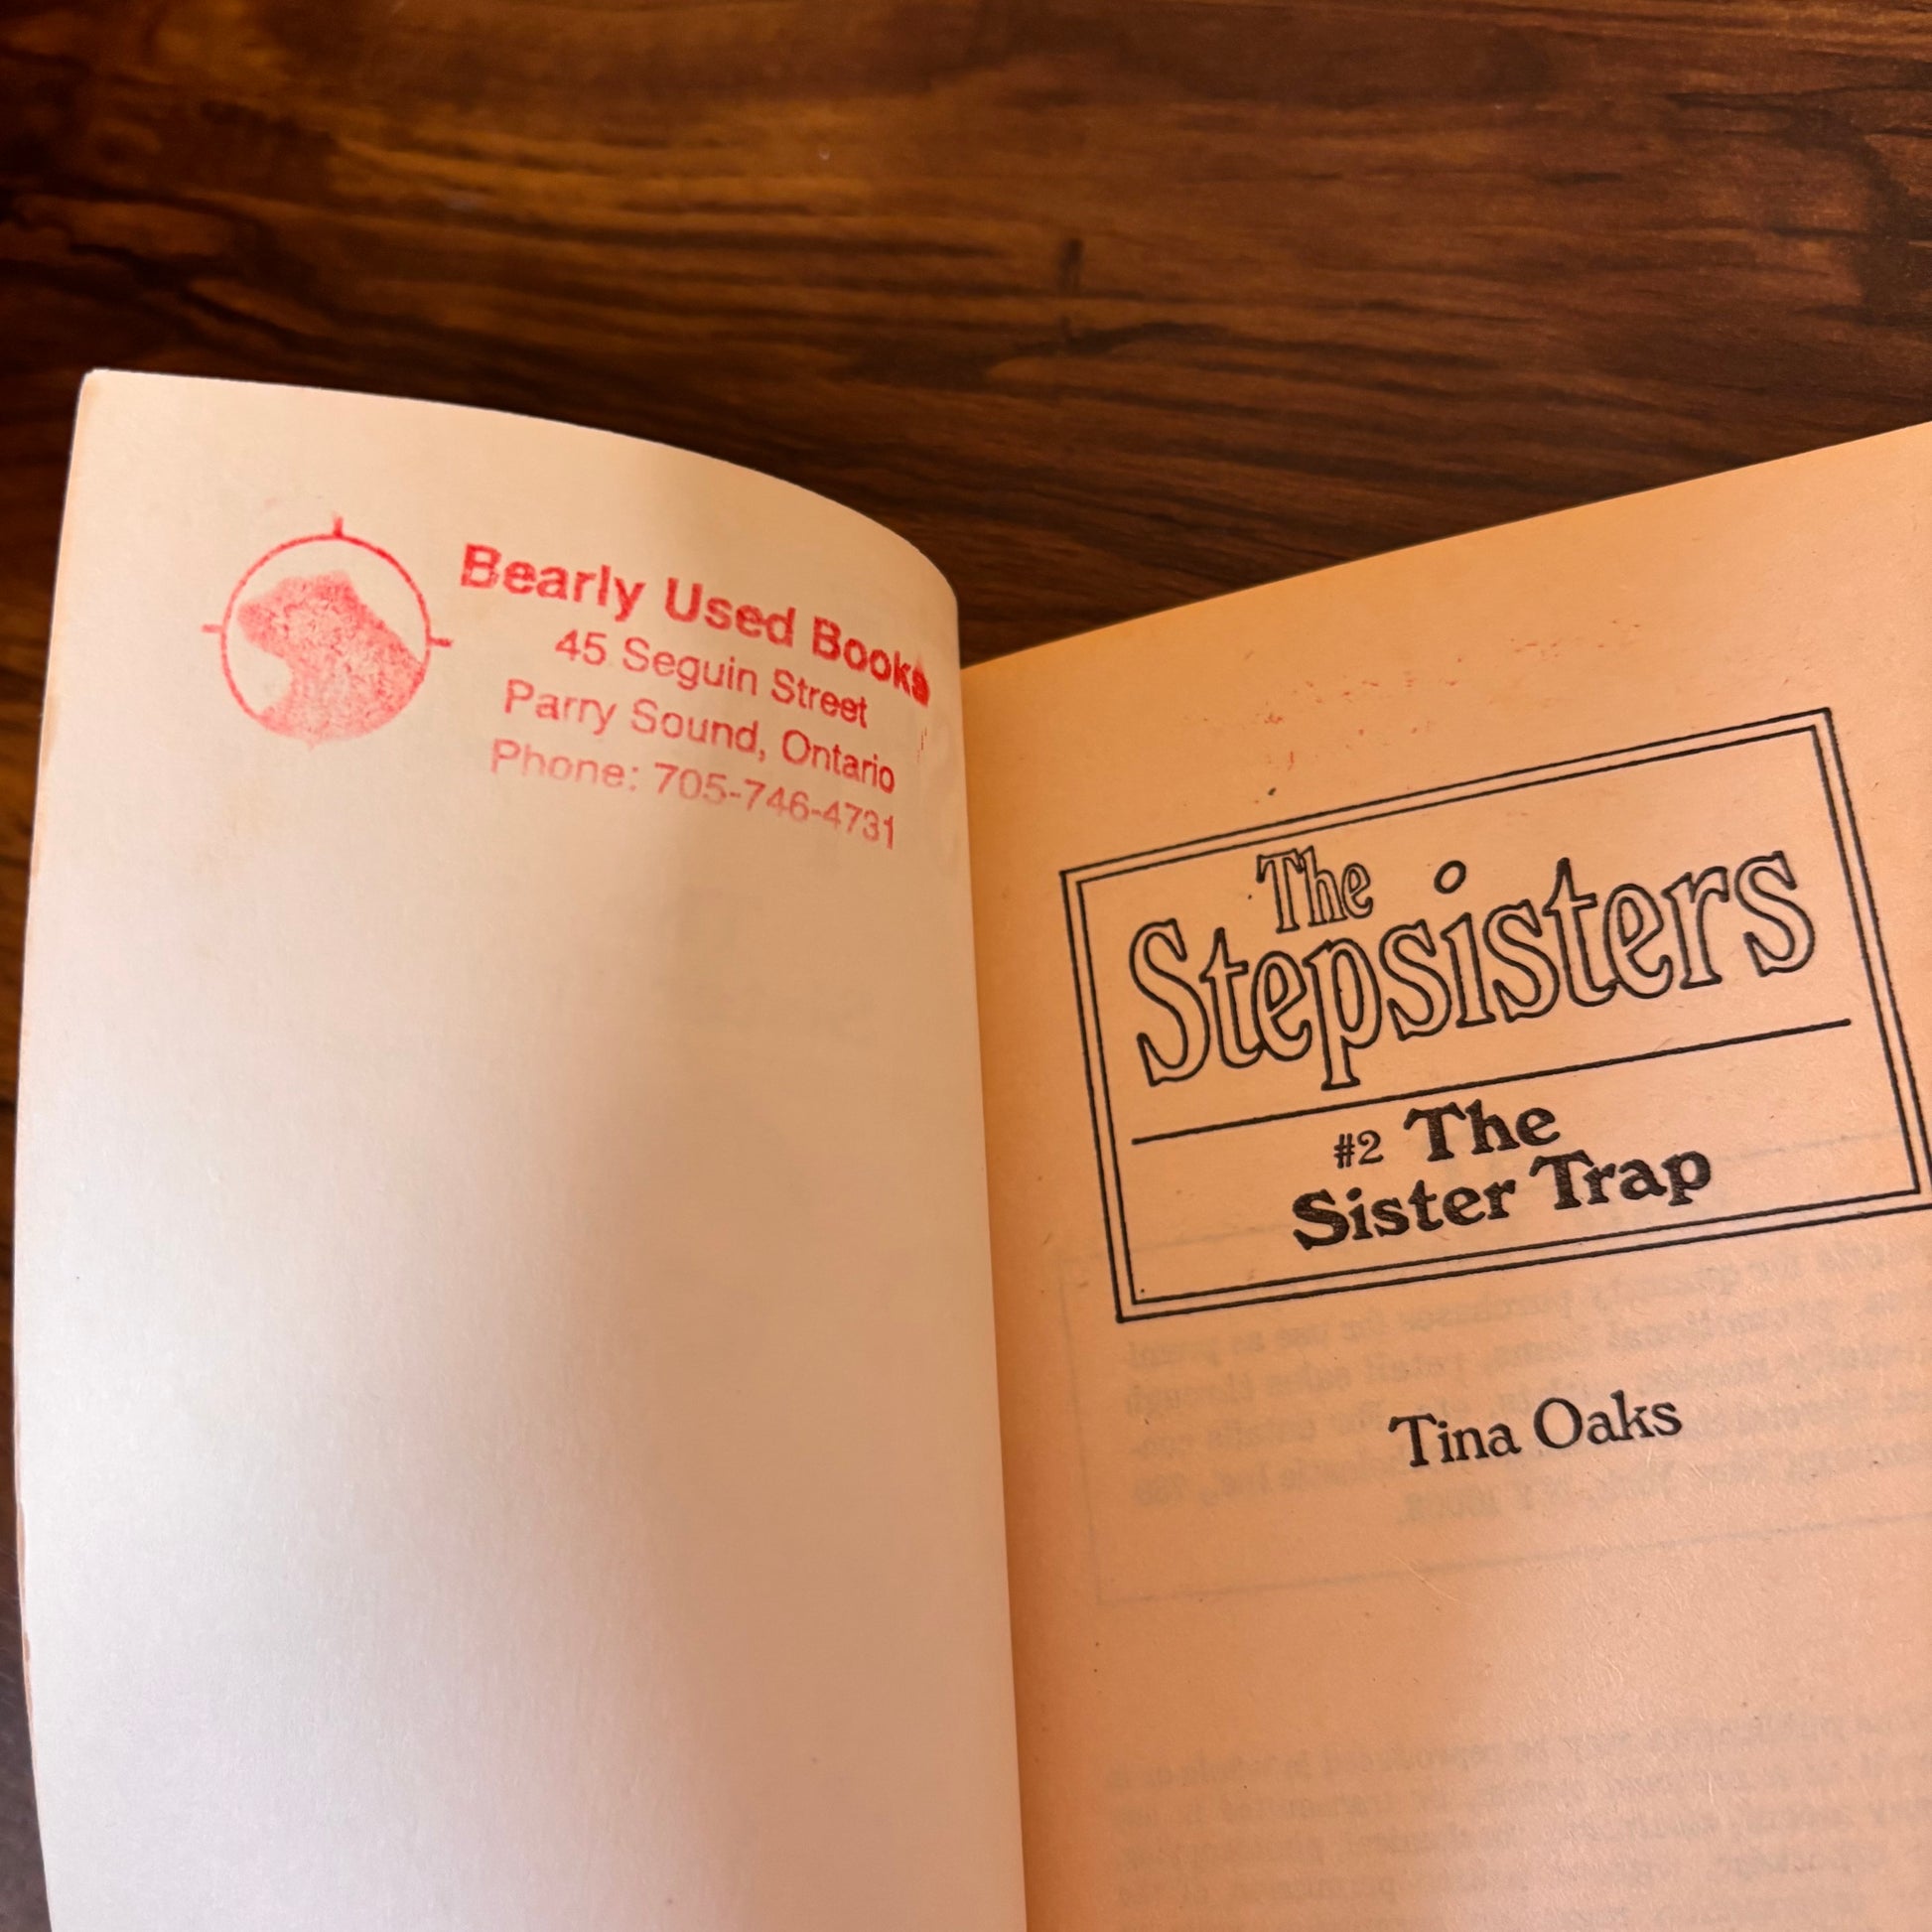 Bearly Used Books
45 Seguin Street
Parry Sound, Ontario
Phone: 705-746-4731
The
Stepsisters
#2 The
Sister Trap
Tina Oaks